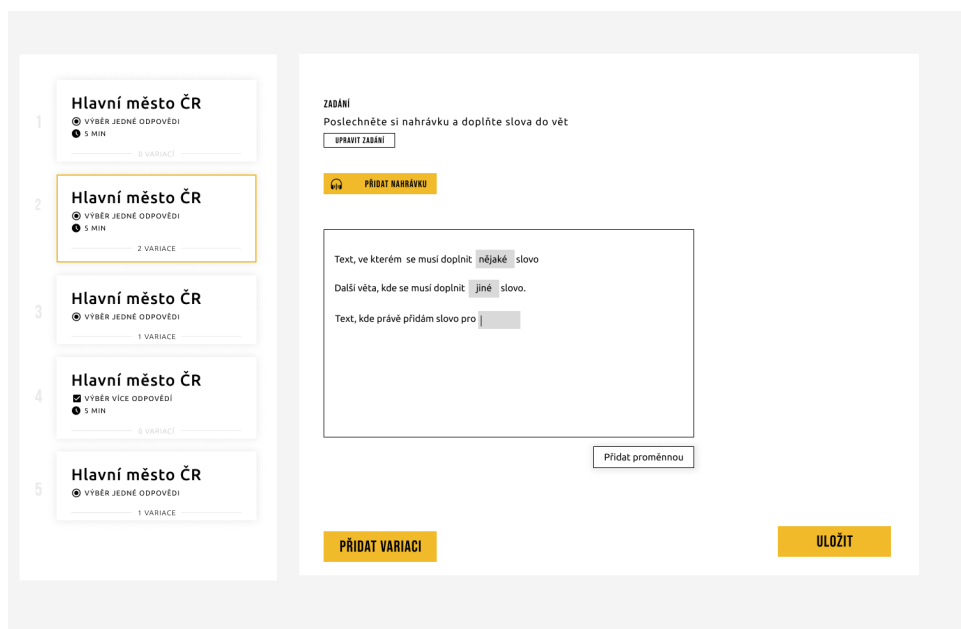 1
Hlavní město ČR
VÝBĚR JEDNÉ ODPOVĚDI
5 MIN
0 VARIACÍ
2
Hlavní město ČR
VÝBĚR JEDNÉ ODPOVĚDI
5 MIN
2 VARIACE
3
Hlavní město ČR
VÝBĚR JEDNÉ ODPOVĚDI
1 VARIACE
4
Hlavní město ČR
VÝBĚR VÍCE ODPOVĚDÍ
5 MIN
0 VARIACÍ
5
Hlavní město ČR
VÝBĚR JEDNÉ ODPOVĚDI
1 VARIACE
ZADÁNÍ
Poslechněte si nahrávku a doplňte slova do vět
UPRAVIT ZADÁNÍ
PŘIDAT NAHRÁVKU
Text, ve kterém se musí doplnit nějaké slovo
Další věta, kde se musí doplnit jiné slovo.
Text, kde právě přidám slovo pro
Přidat proměnnou
PŘIDAT VARIACI
ULOŽIT